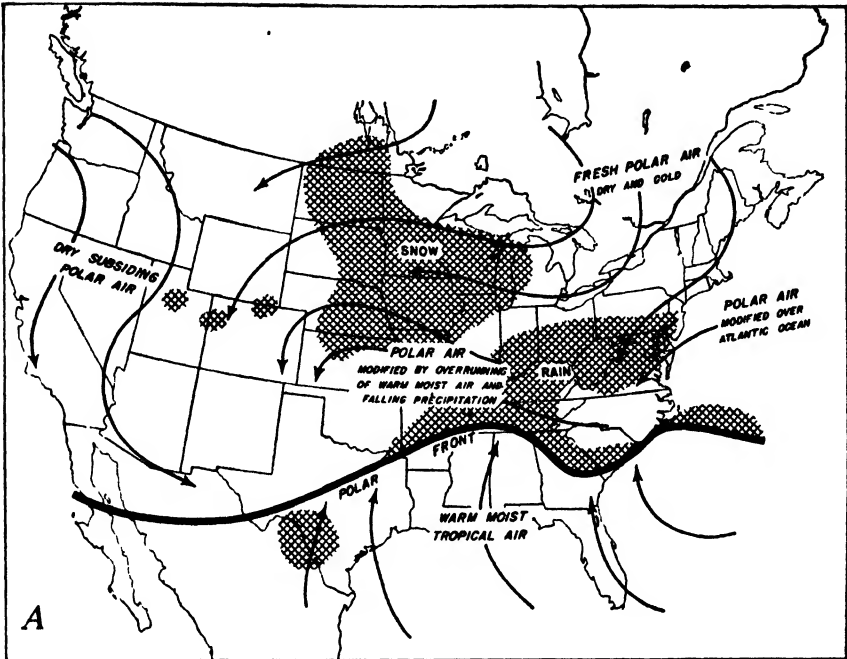 FRESH POLAR AIR
DRY AND COLD
SNOW
DRY SUBSIDING
POLAR AIR
POLAR AIR
MODIFIED OVER
ATLANTIC OCEAN
POLAR AIR
MODIFIED BY OVERRUNNING
OF WARM MOIST AIR AND
FALLING PRECIPITATION
RAIN
POLAR FRONT
WARM MOIST
TROPICAL AIR
A